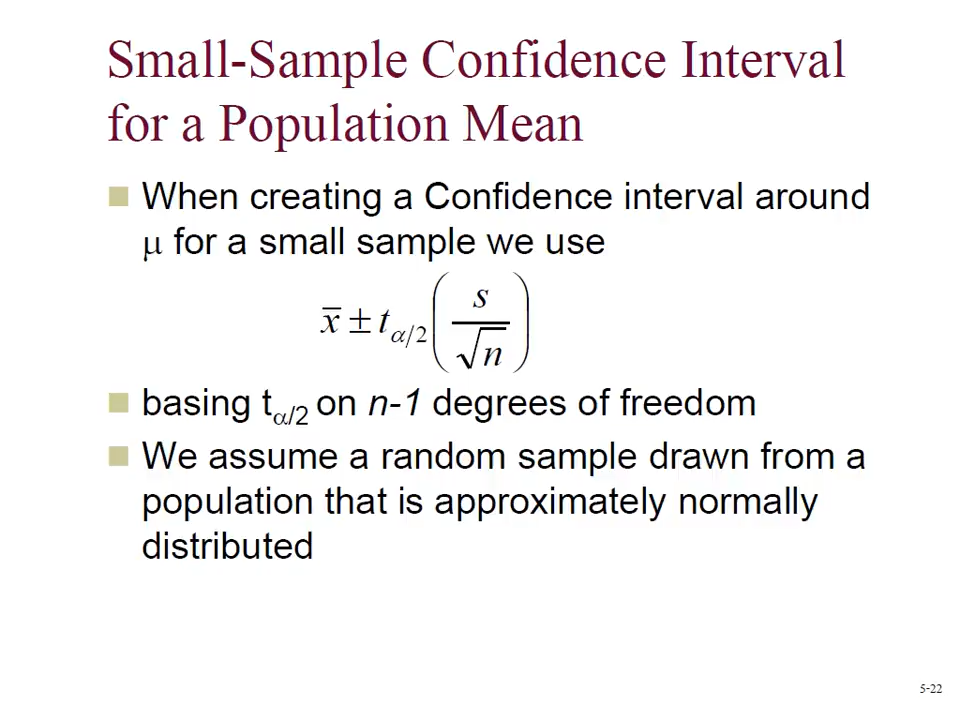 Small-Sample Confidence Interval
for a Population Mean
When creating a Confidence interval around
μ for a small sample we use
x̄ ± t_{α/2} (s/√n)
basing t_{α/2} on n-1 degrees of freedom
We assume a random sample drawn from a
population that is approximately normally
distributed
5-22